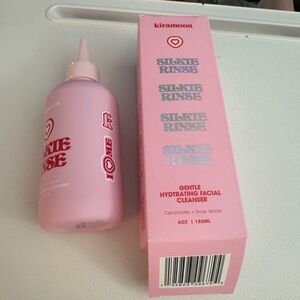 kiramoon
SILKIE
RINSE
SILKIE
RINSE
SILKIE
RINSE
SILKIE
RINSE
GENTLE
HYDTRATING FACIAL
CLEANSER
Ceramides + Rose Water
6OZ | 180ML
SILKIE
RINSE